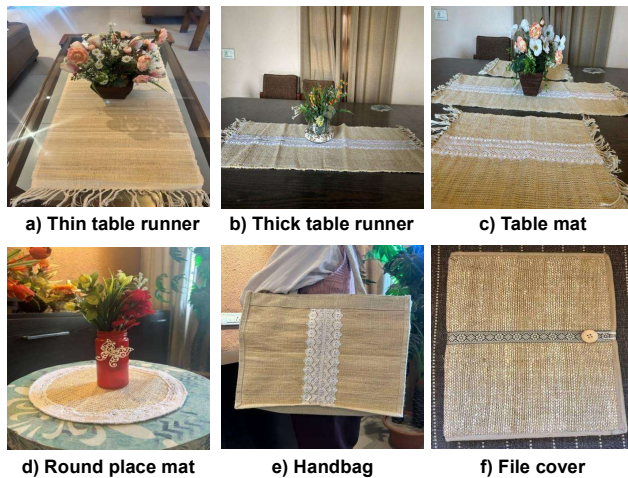 a) Thin table runner
b) Thick table runner
c) Table mat
d) Round place mat
e) Handbag
f) File cover